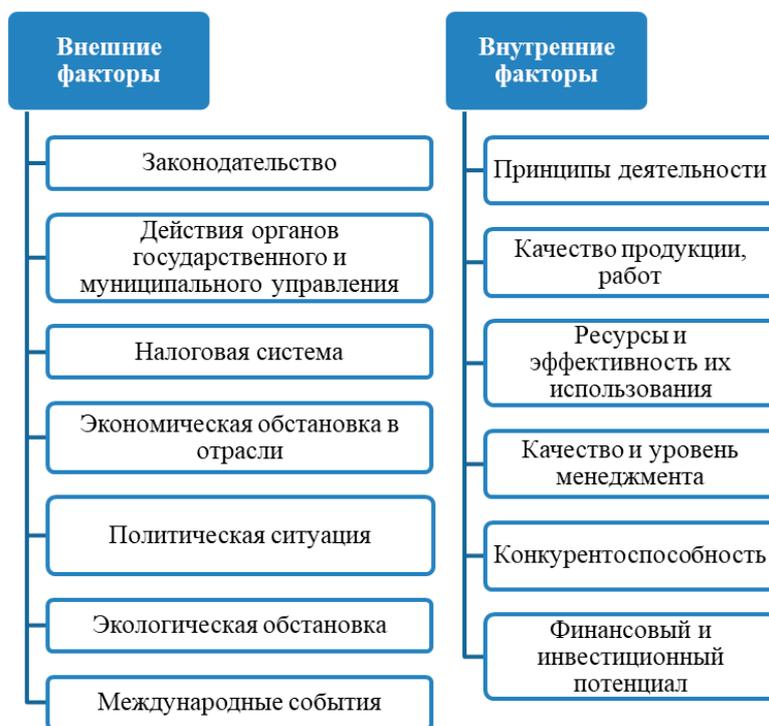 Внешние
факторы
Законодательство
Действия органов
государственного и
муниципального управления
Налоговая система
Экономическая обстановка в
отрасли
Политическая ситуация
Экологическая обстановка
Международные события
Внутренние
факторы
Принципы деятельности
Качество продукции,
работ
Ресурсы и
эффективность их
использования
Качество и уровень
менеджмента
Конкурентоспособность
Финансовый и
инвестиционный
потенциал